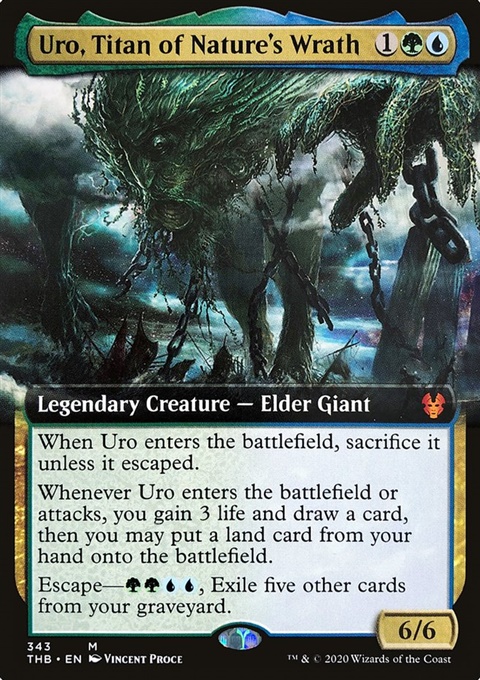 Uro, Titan of Nature's Wrath 1
Legendary Creature — Elder Giant
When Uro enters the battlefield, sacrifice it
unless it escaped.
Whenever Uro enters the battlefield or
attacks, you gain 3 life and draw a card,
then you may put a land card from your
hand onto the battlefield.
Escape—, Exile five other cards
from your graveyard.
6/6
343 M
THB • EN Vincent Proce
™ & © 2020 Wizards of the Coast